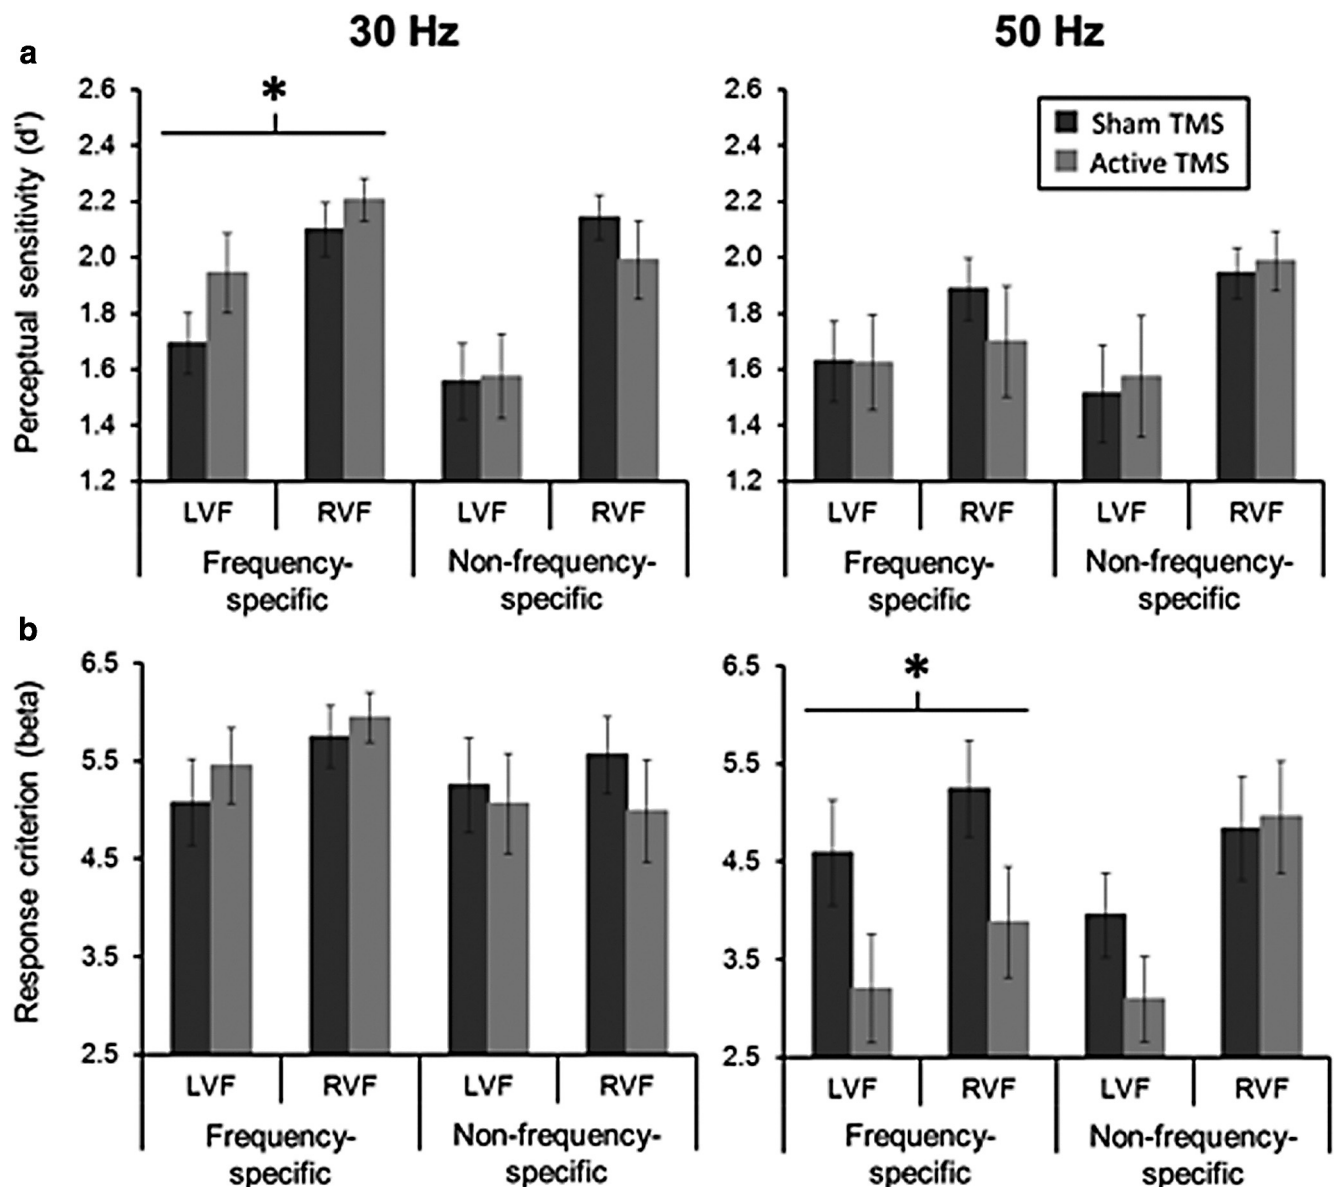 30 Hz
50 Hz
a
Perceptual sensitivity (d')
2.6
2.4
2.2
2.0
1.8
1.6
1.4
1.2
*
LVF RVF LVF RVF
Frequency- Non-frequency-
specific specific
2.6
2.4
2.2
2.0
1.8
1.6
1.4
1.2
Sham TMS
Active TMS
LVF RVF LVF RVF
Frequency- Non-frequency-
specific specific
b
Response criterion (beta)
6.5
5.5
4.5
3.5
2.5
LVF RVF LVF RVF
Frequency- Non-frequency-
specific specific
6.5
5.5
4.5
3.5
2.5
*
LVF RVF LVF RVF
Frequency- Non-frequency-
specific specific